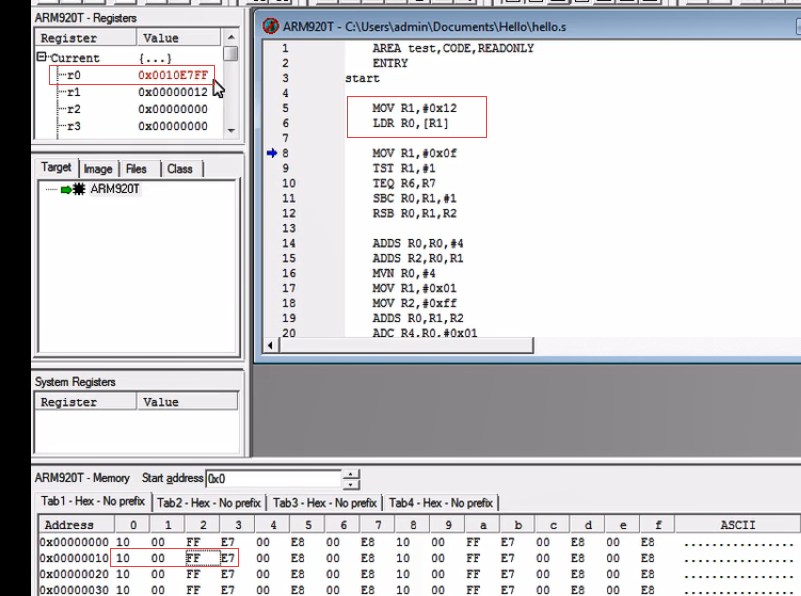 ARM920T - Registers
Register Value
Current {...}
r0 0x0010E7FF
r1 0x00000012
r2 0x00000000
r3 0x00000000
Target Image Files Class
ARM920T
System Registers
Register Value
ARM920T - C:\Users\admin\Documents\Hello\hello.s
1 AREA test,CODE,READONLY
2 ENTRY
3 start
4
5 MOV R1,#0x12
6 LDR R0,[R1]
7
8 MOV R1,#0x0f
9 TST R1,#1
10 TEQ R6,R7
11 SBC R0,R1,#1
12 RSB R0,R1,R2
13
14 ADDS R0,R0,#4
15 ADDS R2,R0,R1
16 MVN R0,#4
17 MOV R1,#0x01
18 MOV R2,#0xff
19 ADDS R0,R1,R2
20 ADC R4,R0,#0x01
ARM920T - Memory Start address 0x0
Tab1 - Hex - No prefix Tab2 - Hex - No prefix Tab3 - Hex - No prefix Tab4 - Hex - No prefix
Address 0 1 2 3 4 5 6 7 8 9 a b c d e f ASCII
0x00000000 10 00 FF E7 00 E8 00 E8 10 00 FF E7 00 E8 00 E8 ................
0x00000010 10 00 FF E7 00 E8 00 E8 10 00 FF E7 00 E8 00 E8 ................
0x00000020 10 00 FF E7 00 E8 00 E8 10 00 FF E7 00 E8 00 E8 ................
0x00000030 10 00 FF E7 00 E8 00 E8 10 00 FF E7 00 E8 00 E8 ................